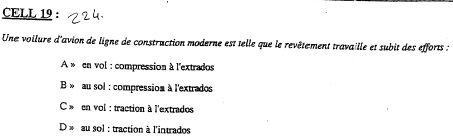 CELL 19 : 224.
Une voilure d'avion de ligne de construction moderne est telle que le revêtement travaille et subit des efforts :
A » en vol : compression à l'extrados
B » au sol : compression à l'extrados
C » en vol : traction à l'extrados
D » au sol : traction à l'intrados